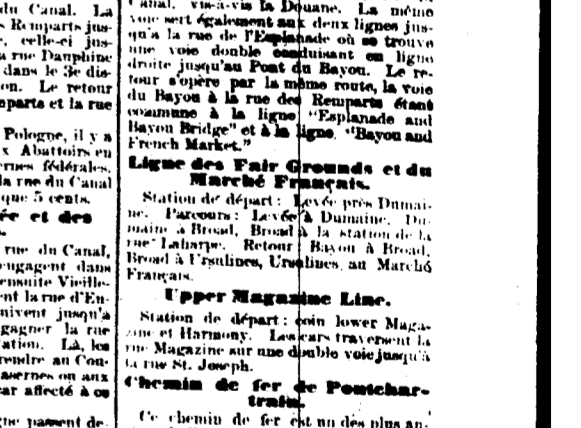 du Canal. La
s Remparts jus-
, celle-ci jus-
a rue Dauphine
dans le 3e dis-
on. Le retour
mparts et la rue
Pologne, il y a
x Abattoirs en
ernes fédérales,
la rue du Canal
que 5 cents.
ée et des
rue du Canal,
engagent dans
ensuite Vieille-
nt la rue d'En-
nivent jusqu'à
gagner la rue
tation. Là, les
rendre au Con-
asernes ou aux
ar affecté à ce
ne passent de-
Canal, vis-à-vis la Douane. La même
voie sert également aux deux lignes jus-
qu'à la rue de l'Esplanade où se trouve
une voie double conduisant en ligne
droite jusqu'au Pont du Bayou. Le re-
tour s'opère par la même route, la voie
du Bayou à la rue des Remparts étant
commune à la ligne "Esplanade and
Bayou Bridge" et à la ligne "Bayou and
French Market."
Ligne des Fair Grounds et du
Marché Français.
Station de départ: Levée près Dumai-
ne. Parcours: Levée à Dumaine, Du-
maine à Broad, Broad à la station de la
rue Laharpe. Retour Bayou à Broad,
Broad à Ursulines, Ursulines au Marché
Français.
Upper Magazine Line.
Station de départ: coin lower Maga-
zine et Harmony. Les cars traversent la
rue Magazine sur une double voie jusqu'à
la rue St. Joseph.
Chemin de fer de Pontchar-
train.
Ce chemin de fer est un des plus an-